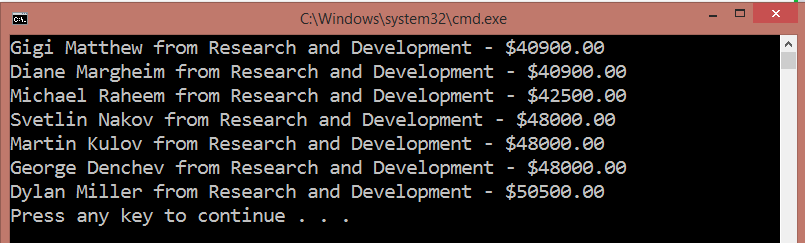 C:\Windows\system32\cmd.exe
Gigi Matthew from Research and Development - $40900.00
Diane Margheim from Research and Development - $40900.00
Michael Raheem from Research and Development - $42500.00
Svetlin Nakov from Research and Development - $48000.00
Martin Kulov from Research and Development - $48000.00
George Denchev from Research and Development - $48000.00
Dylan Miller from Research and Development - $50500.00
Press any key to continue . . .